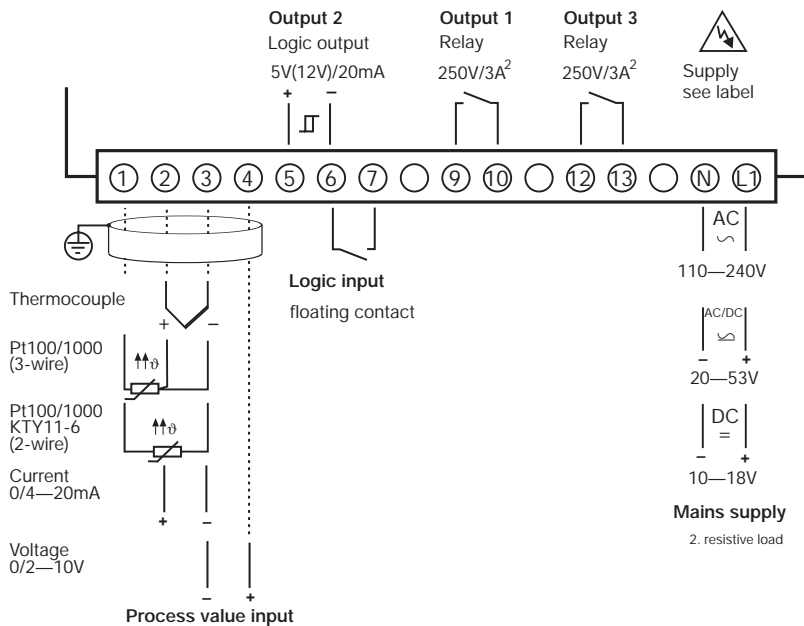 Output 2
Logic output
5V(12V)/20mA
+ −
Output 1
Relay
250V/3A²
Output 3
Relay
250V/3A²
Supply
see label
1 2 3 4 5 6 7 9 10 12 13 N L1
Thermocouple
+ −
Pt100/1000
(3-wire)
ϑ
Pt100/1000
KTY11-6
(2-wire)
ϑ
Current
0/4—20mA
+ −
Voltage
0/2—10V
− +
Process value input
Logic input
floating contact
AC
110—240V
AC/DC
− +
20—53V
DC
=
− +
10—18V
Mains supply
2. resistive load